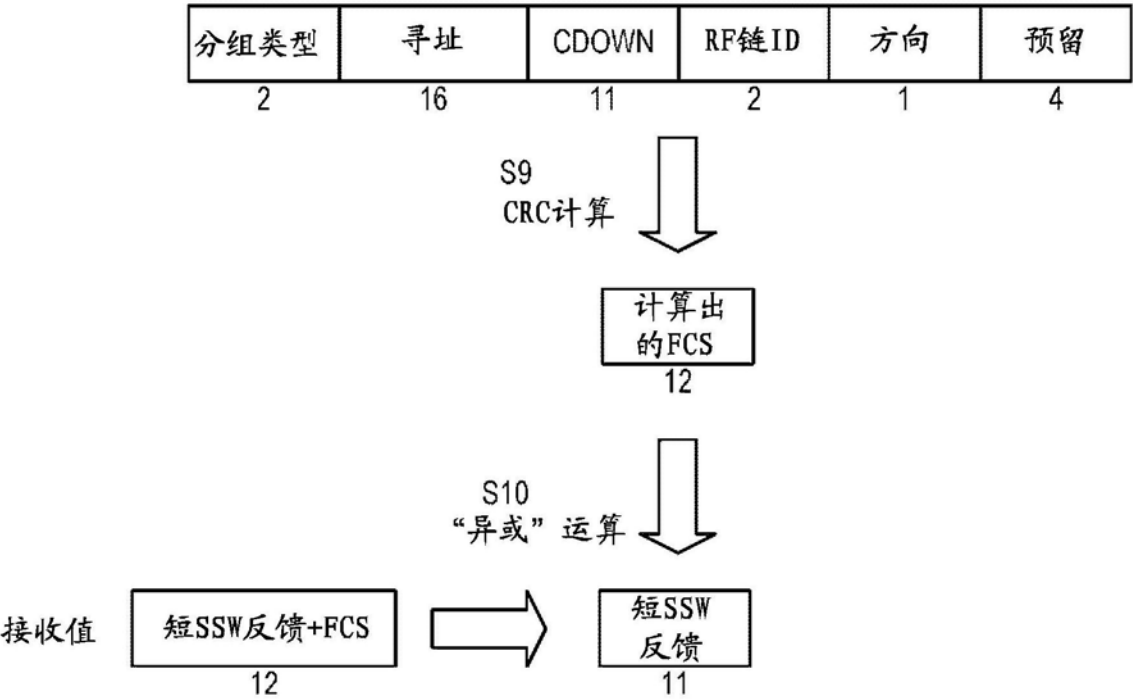 分组类型 寻址 CDOWN RF链ID 方向 预留
2 16 11 2 1 4
S9
CRC计算
计算出
的FCS
12
S10
“异或”运算
接收值 短SSW反馈+FCS 短SSW
反馈
12 11